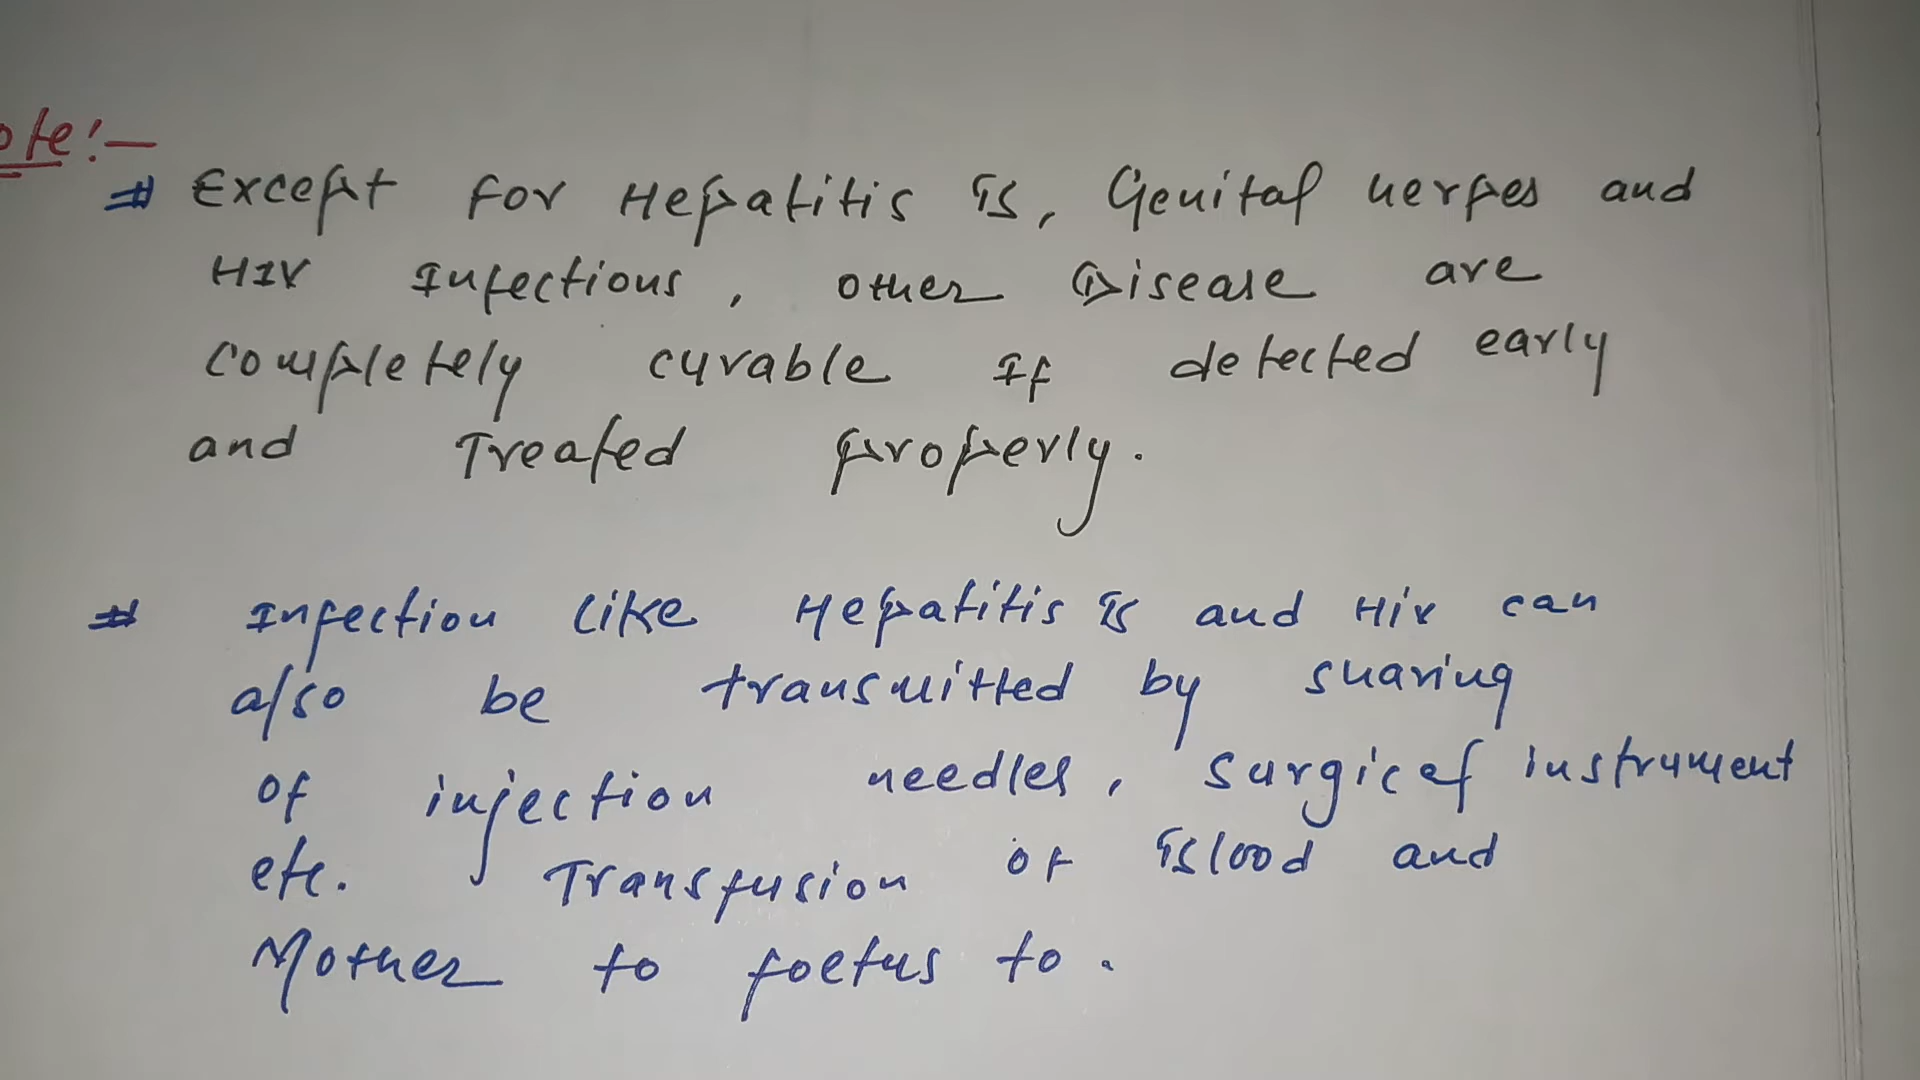 ote:-
# Except for Hepatitis B, Genital herpes and
HIV Infections, other Disease are
completely curable If detected early
and Treated properly.
# Infection like Hepatitis B and HIV can
also be transmitted by sharing
of injection needles, surgical instrument
etc. Transfusion of Blood and
Mother to foetus to.